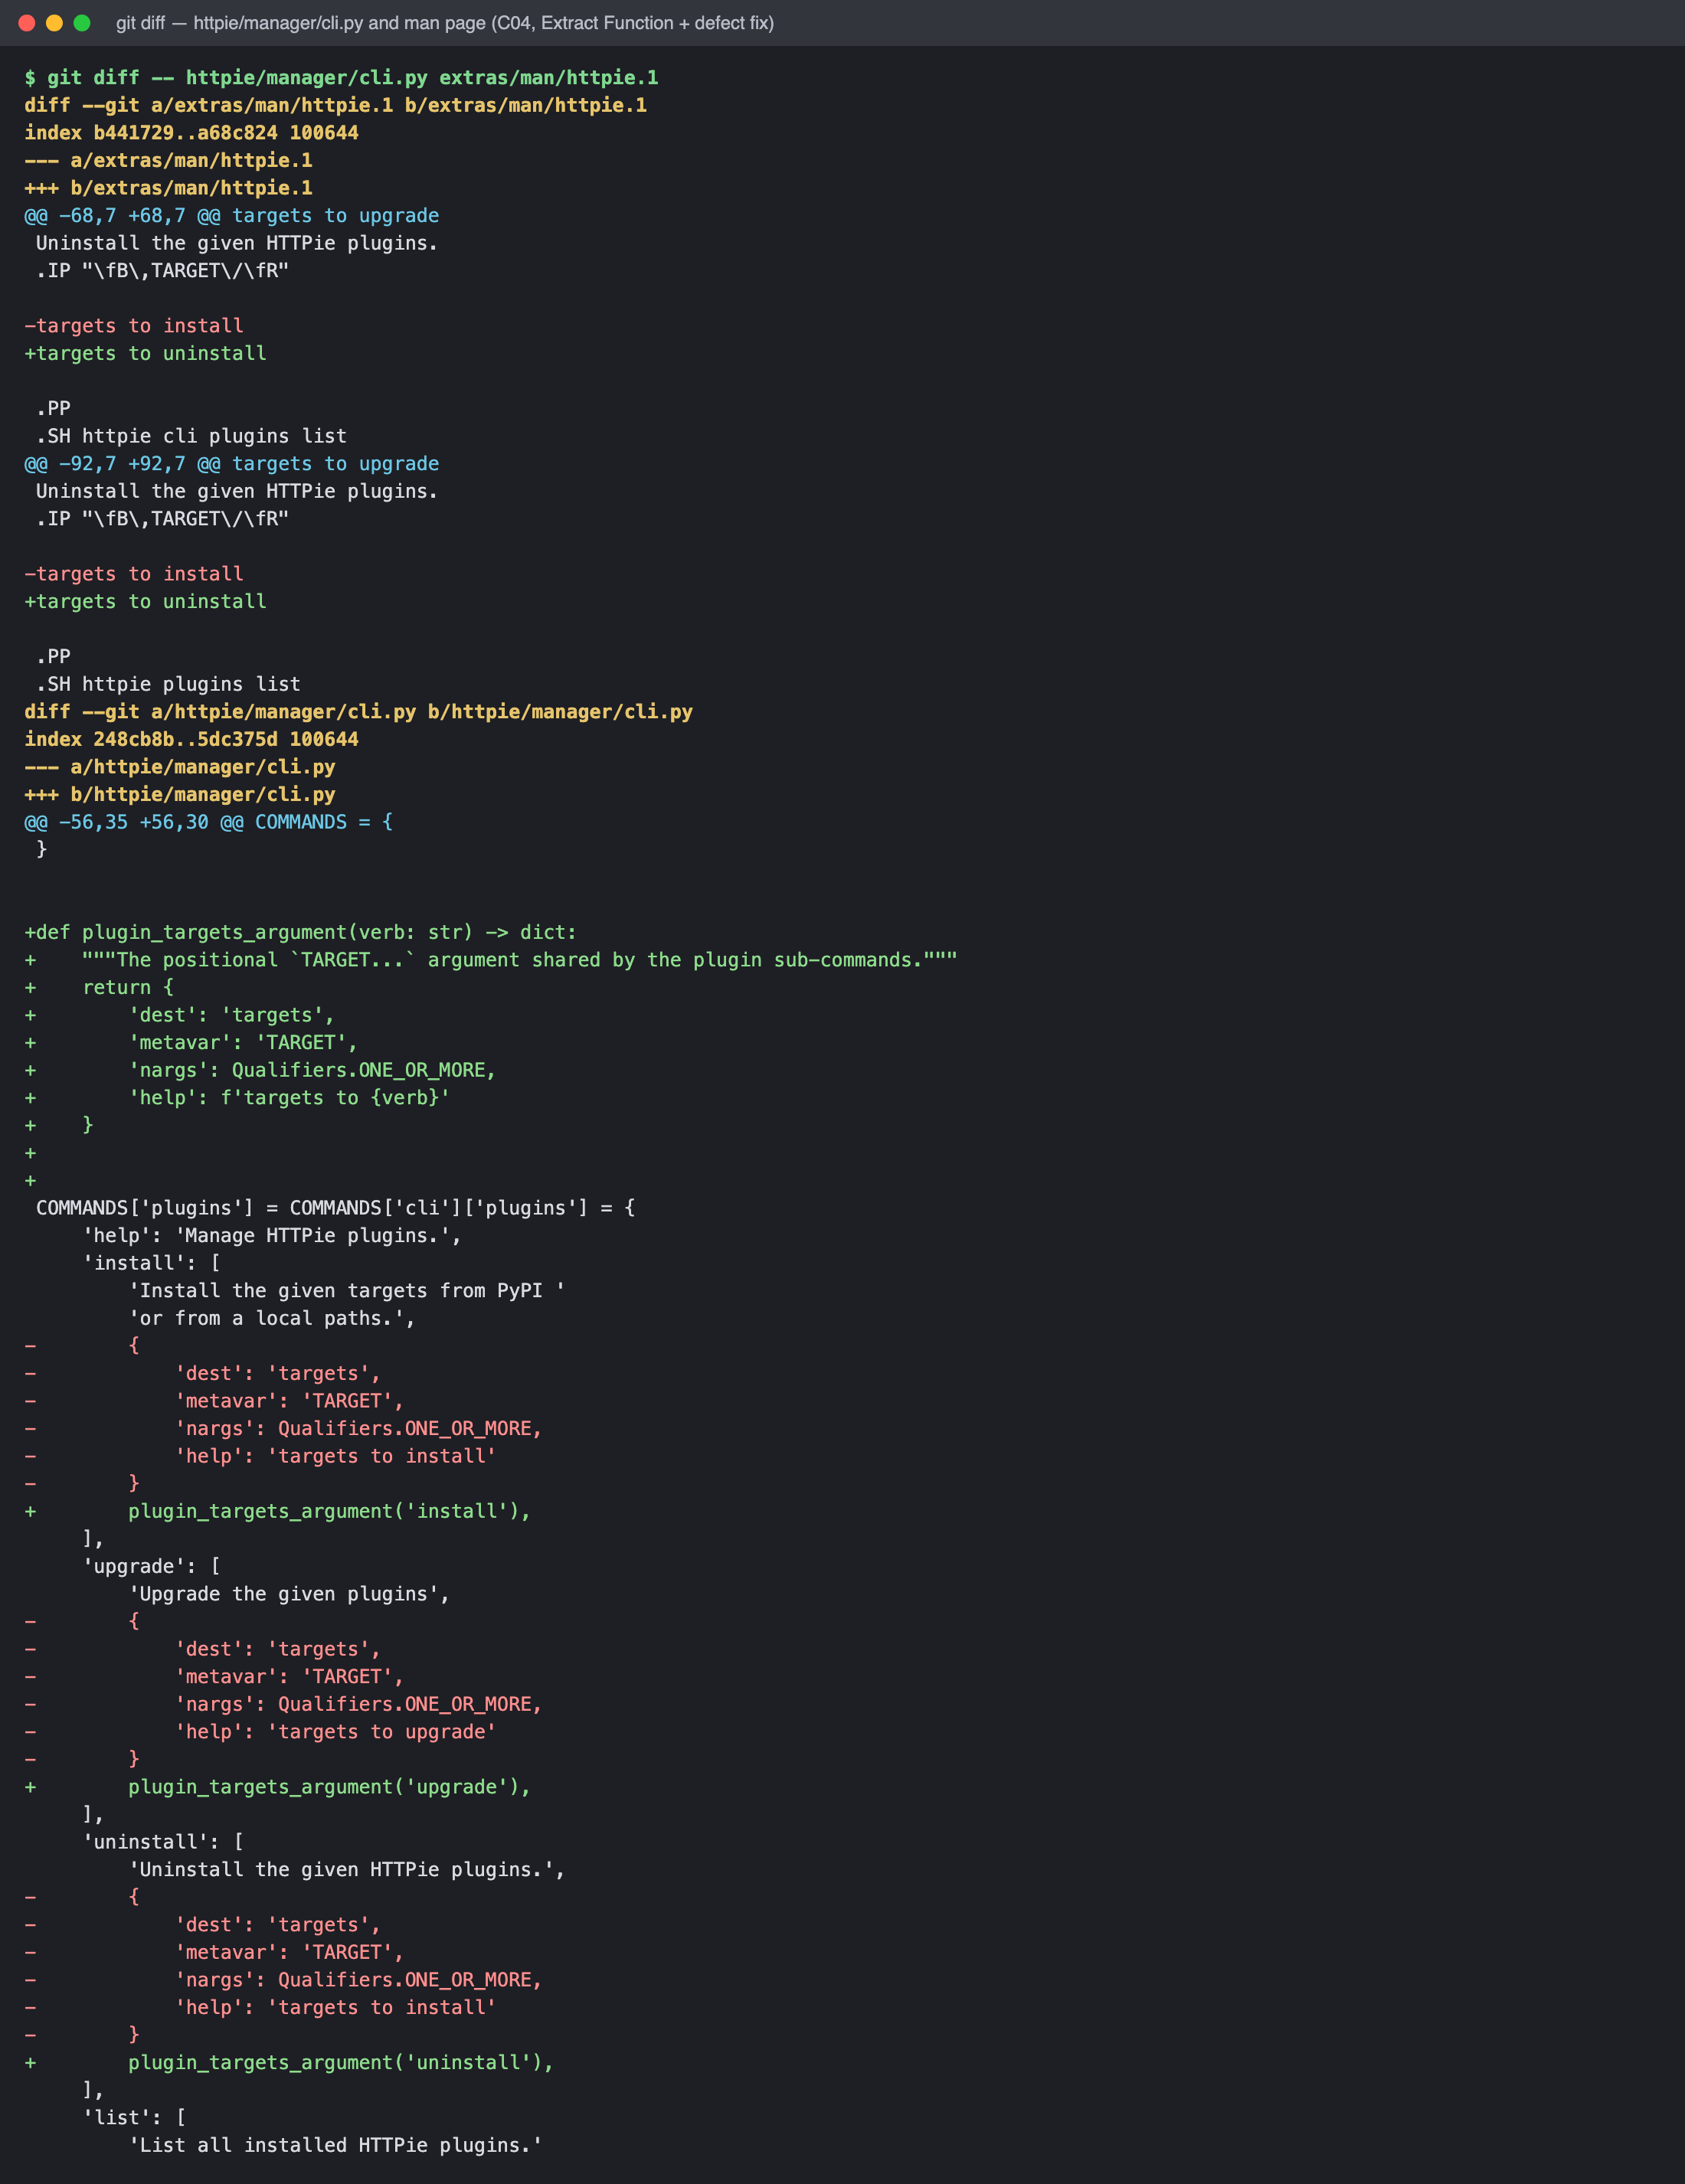 git diff — httpie/manager/cli.py and man page (C04, Extract Function + defect fix)
$ git diff -- httpie/manager/cli.py extras/man/httpie.1
diff --git a/extras/man/httpie.1 b/extras/man/httpie.1
index b441729..a68c824 100644
--- a/extras/man/httpie.1
+++ b/extras/man/httpie.1
@@ -68,7 +68,7 @@ targets to upgrade
 Uninstall the given HTTPie plugins.
 .IP "\fB\,TARGET\/\fR"
-targets to install
+targets to uninstall
 .PP
 .SH httpie cli plugins list
@@ -92,7 +92,7 @@ targets to upgrade
 Uninstall the given HTTPie plugins.
 .IP "\fB\,TARGET\/\fR"
-targets to install
+targets to uninstall
 .PP
 .SH httpie plugins list
diff --git a/httpie/manager/cli.py b/httpie/manager/cli.py
index 248cb8b..5dc375d 100644
--- a/httpie/manager/cli.py
+++ b/httpie/manager/cli.py
@@ -56,35 +56,30 @@ COMMANDS = {
 }
+def plugin_targets_argument(verb: str) -> dict:
+    """The positional `TARGET...` argument shared by the plugin sub-commands."""
+    return {
+        'dest': 'targets',
+        'metavar': 'TARGET',
+        'nargs': Qualifiers.ONE_OR_MORE,
+        'help': f'targets to {verb}'
+    }
+
+
 COMMANDS['plugins'] = COMMANDS['cli']['plugins'] = {
     'help': 'Manage HTTPie plugins.',
     'install': [
         'Install the given targets from PyPI '
         'or from a local paths.',
-        {
-            'dest': 'targets',
-            'metavar': 'TARGET',
-            'nargs': Qualifiers.ONE_OR_MORE,
-            'help': 'targets to install'
-        }
+        plugin_targets_argument('install'),
     ],
     'upgrade': [
         'Upgrade the given plugins',
-        {
-            'dest': 'targets',
-            'metavar': 'TARGET',
-            'nargs': Qualifiers.ONE_OR_MORE,
-            'help': 'targets to upgrade'
-        }
+        plugin_targets_argument('upgrade'),
     ],
     'uninstall': [
         'Uninstall the given HTTPie plugins.',
-        {
-            'dest': 'targets',
-            'metavar': 'TARGET',
-            'nargs': Qualifiers.ONE_OR_MORE,
-            'help': 'targets to install'
-        }
+        plugin_targets_argument('uninstall'),
     ],
     'list': [
         'List all installed HTTPie plugins.'